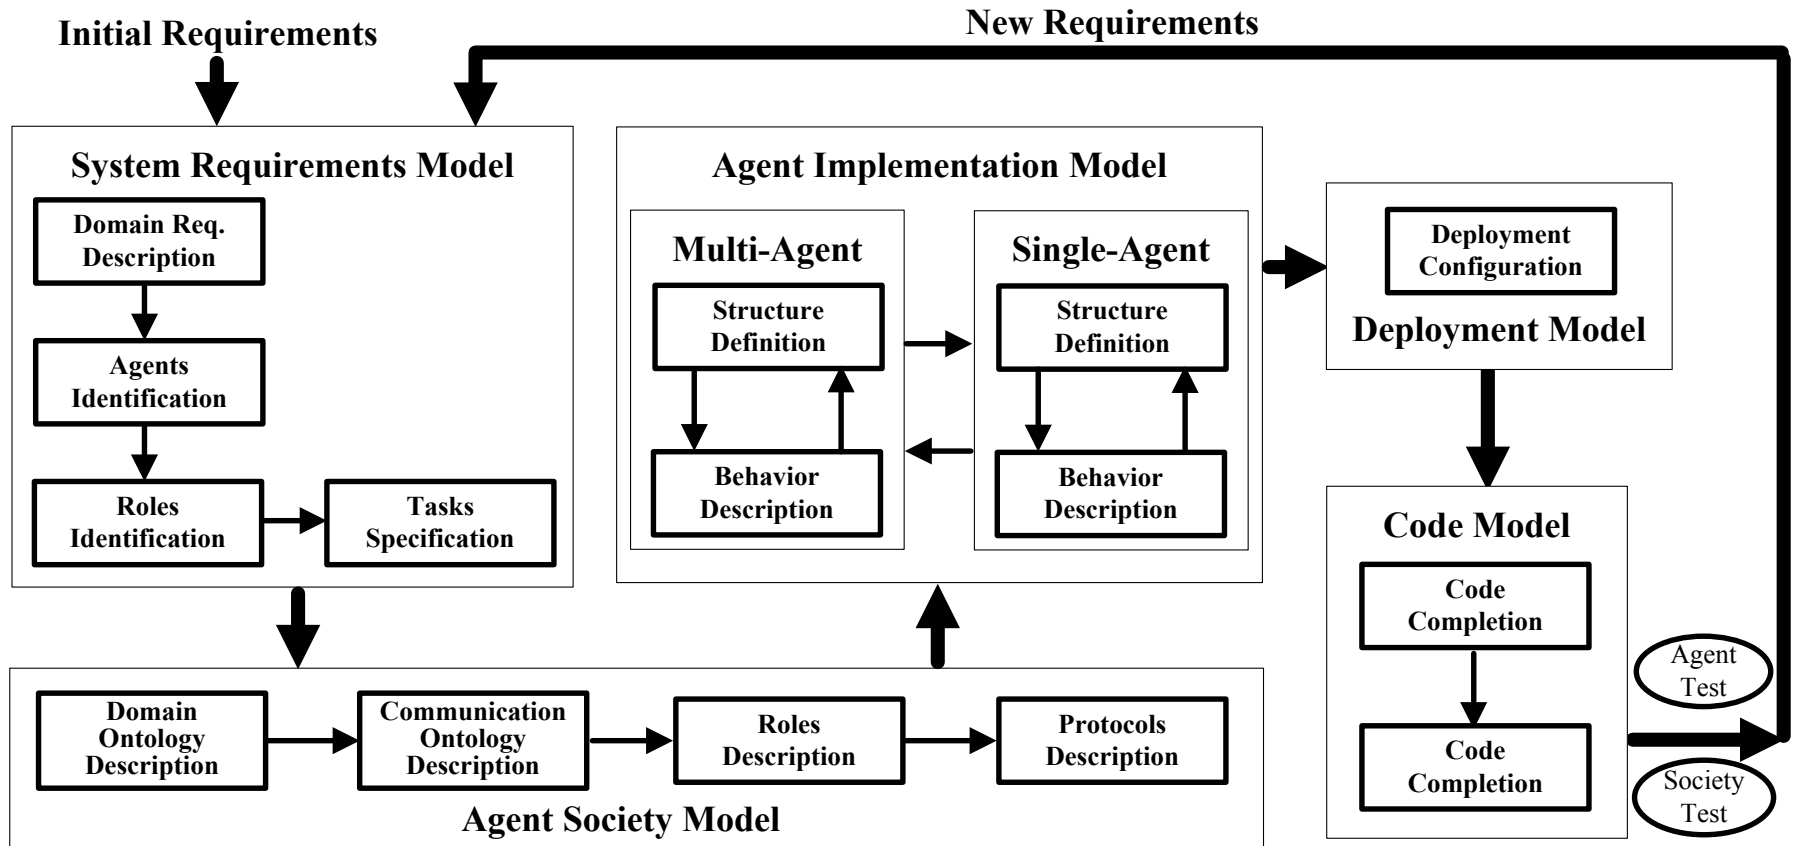 Initial Requirements
New Requirements
System Requirements Model
Domain Req.
Description
Agents
Identification
Roles
Identification
Tasks
Specification
Agent Implementation Model
Multi-Agent
Structure
Definition
Behavior
Description
Single-Agent
Structure
Definition
Behavior
Description
Deployment
Configuration
Deployment Model
Code Model
Code
Completion
Code
Completion
Agent
Test
Society
Test
Domain
Ontology
Description
Communication
Ontology
Description
Roles
Description
Protocols
Description
Agent Society Model